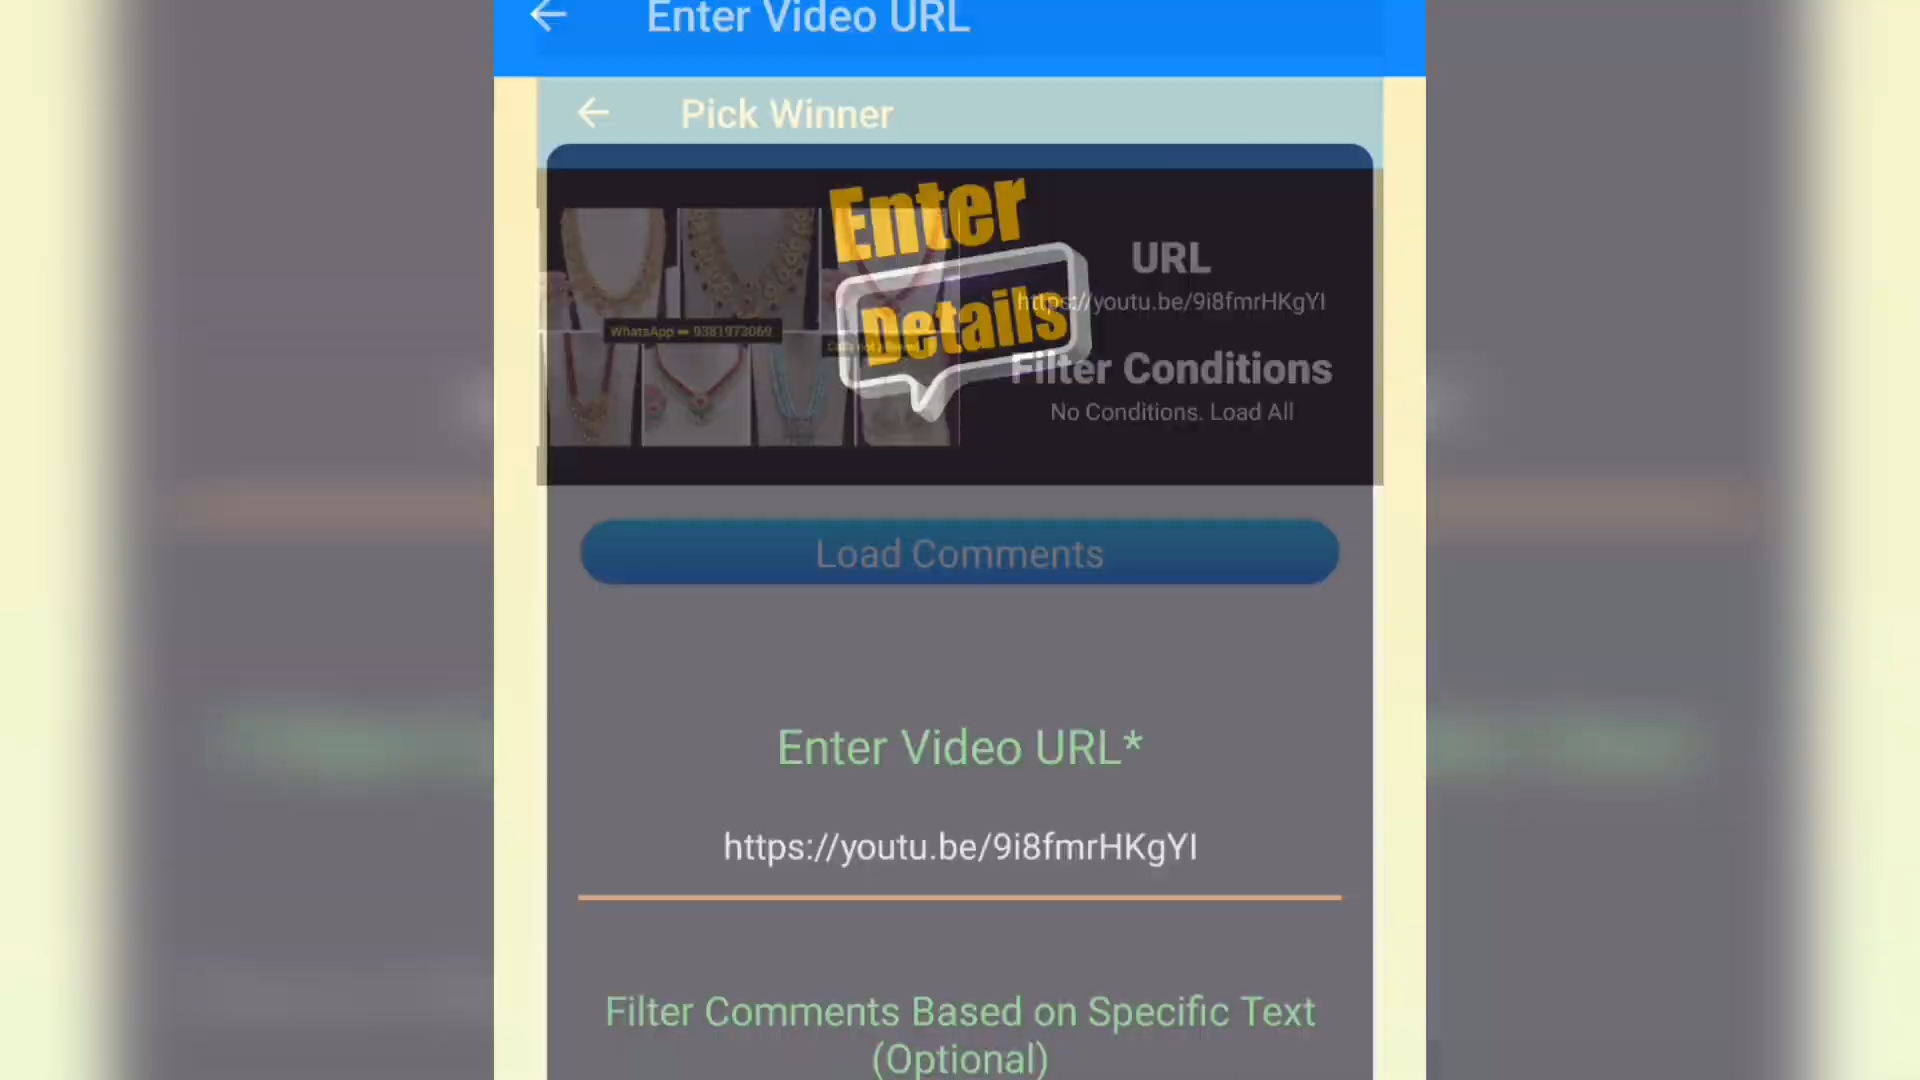 Enter Video URL
Pick Winner
Enter
Details
URL
https://youtu.be/9i8fmrHKgYI
WhatsApp - 9381973069
Filter Conditions
No Conditions. Load All
Load Comments
Enter Video URL*
https://youtu.be/9i8fmrHKgYI
Filter Comments Based on Specific Text
(Optional)